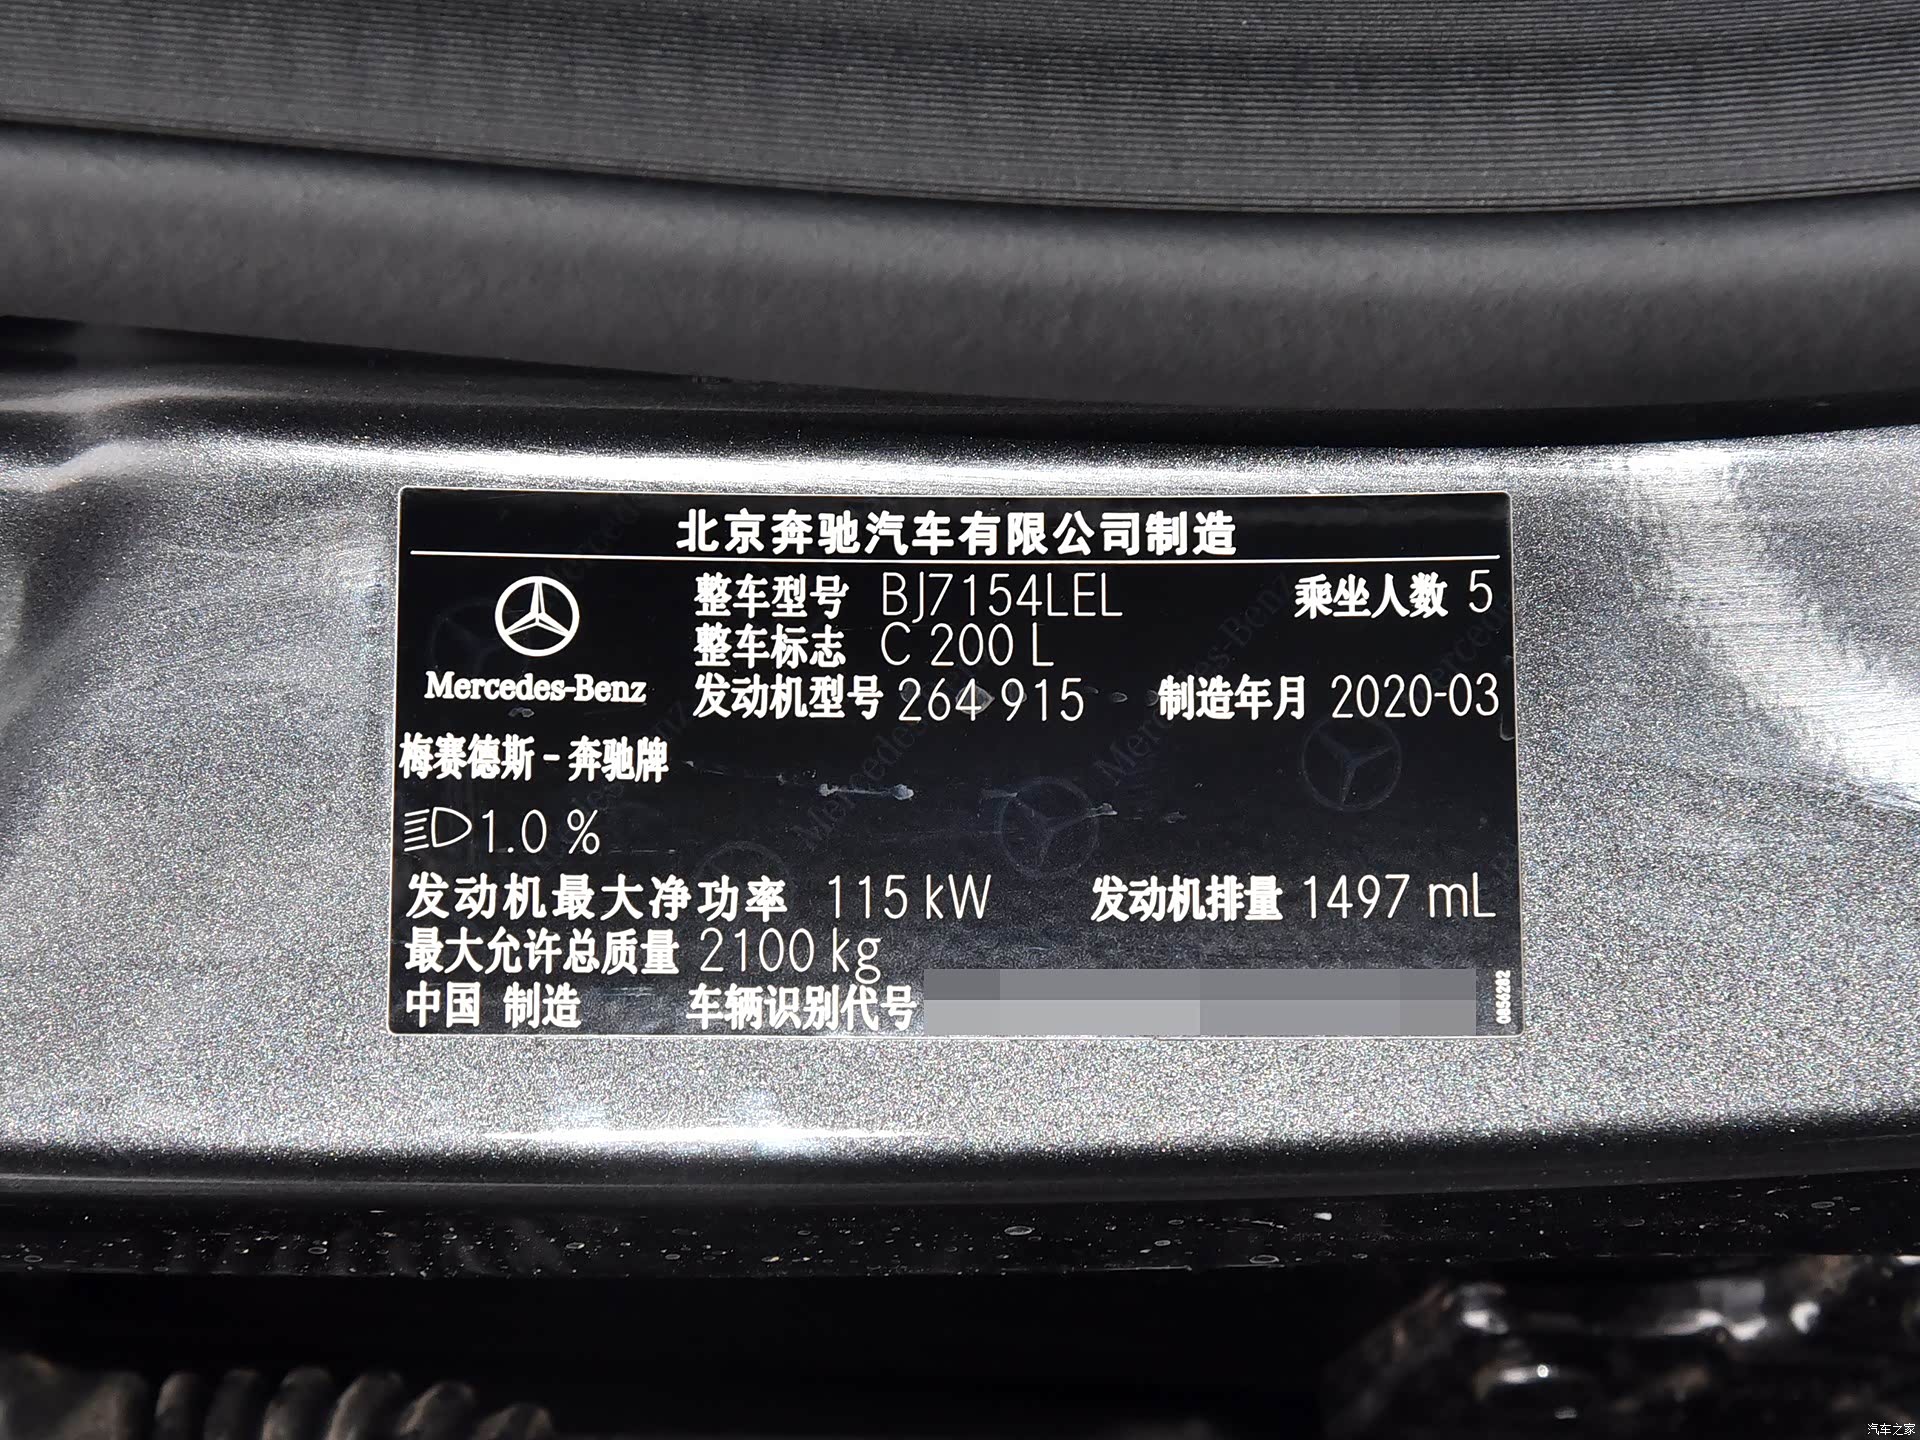 北京奔驰汽车有限公司制造
整车型号 BJ7154LEL 乘坐人数 5
整车标志 C 200 L
Mercedes-Benz
发动机型号 264 915 制造年月 2020-03
梅赛德斯-奔驰牌
1.0 %
发动机最大净功率 115 kW 发动机排量 1497 mL
最大允许总质量 2100 kg
中国 制造 车辆识别代号
汽车之家